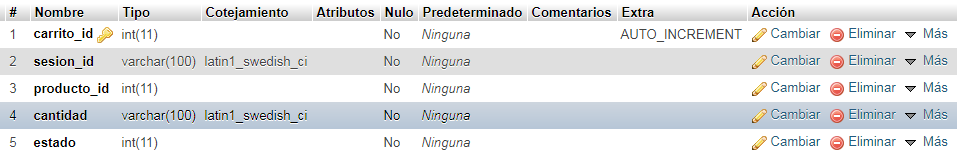 # Nombre Tipo Cotejamiento Atributos Nulo Predeterminado Comentarios Extra Acción
1 carrito_id int(11) No Ninguna AUTO_INCREMENT Cambiar Eliminar Más
2 sesion_id varchar(100) latin1_swedish_ci No Ninguna Cambiar Eliminar Más
3 producto_id int(11) No Ninguna Cambiar Eliminar Más
4 cantidad varchar(100) latin1_swedish_ci No Ninguna Cambiar Eliminar Más
5 estado int(11) No Ninguna Cambiar Eliminar Más